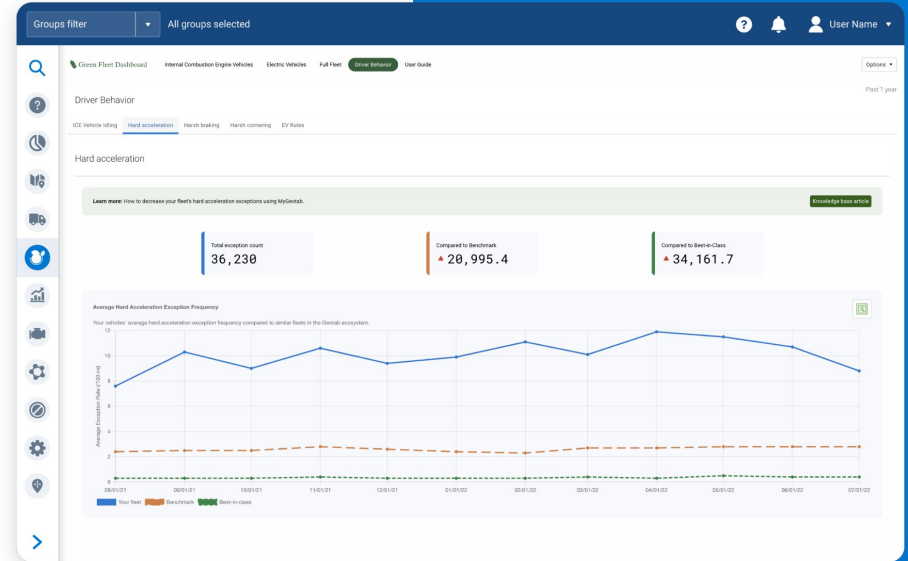 Groups filter
All groups selected
User Name
Green Fleet Dashboard
Internal Combustion Engine Vehicles
Electric Vehicles
Full Fleet
Driver Behavior
User Guide
Options
Past 1 year
Driver Behavior
ICE Vehicle Idling
Hard acceleration
Harsh braking
Harsh cornering
EV Rules
Hard acceleration
Learn more: How to decrease your fleet's hard acceleration exceptions using MyGeotab.
Knowledge base article
Total exception count
36,230
Compared to Benchmark
20,995.4
Compared to Best-in-Class
34,161.7
Average Hard Acceleration Exception Frequency
Your vehicles' average hard acceleration exception frequency compared to similar fleets in the Geotab ecosystem.
Average Exception Rate (/100 mi)
12
10
8
6
4
2
0
08/01/21
09/01/21
10/01/21
11/01/21
12/01/21
01/01/22
02/01/22
03/01/22
04/01/22
05/01/22
06/01/22
07/01/22
Your fleet
Benchmark
Best-in-class